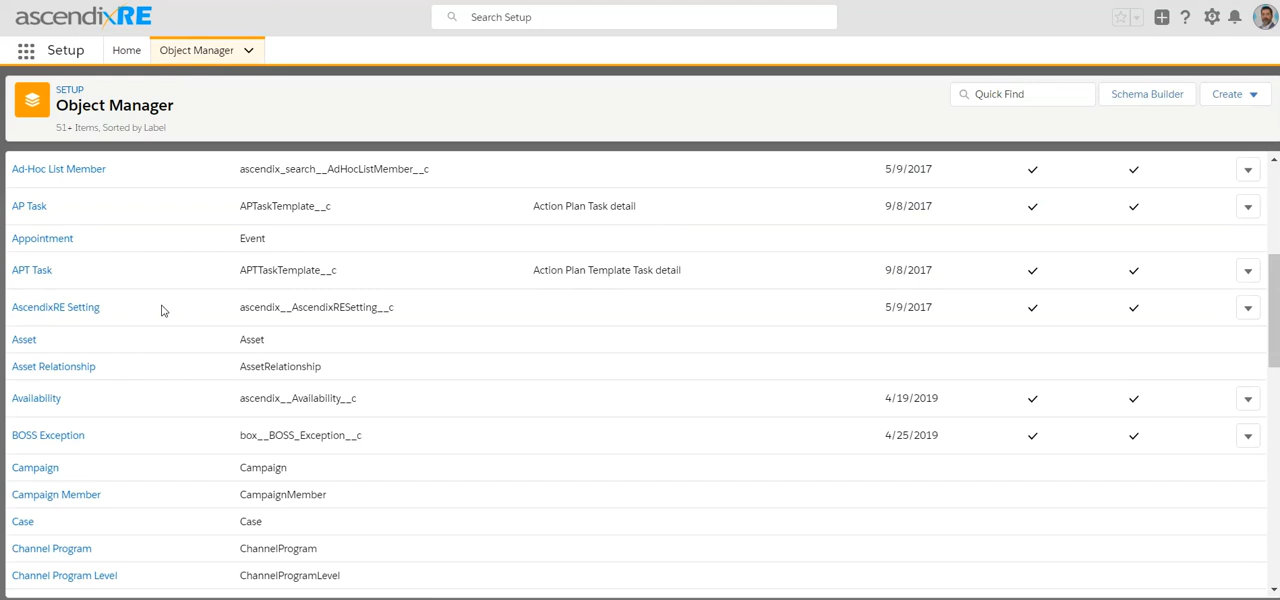 ascendixRE
Search Setup
Setup
Home
Object Manager
SETUP
Object Manager
51+ Items, Sorted by Label
Quick Find
Schema Builder
Create
Ad-Hoc List Member ascendix_search__AdHocListMember__c 5/9/2017
AP Task APTaskTemplate__c Action Plan Task detail 9/8/2017
Appointment Event
APT Task APTTaskTemplate__c Action Plan Template Task detail 9/8/2017
AscendixRE Setting ascendix__AscendixRESetting__c 5/9/2017
Asset Asset
Asset Relationship AssetRelationship
Availability ascendix__Availability__c 4/19/2019
BOSS Exception box__BOSS_Exception__c 4/25/2019
Campaign Campaign
Campaign Member CampaignMember
Case Case
Channel Program ChannelProgram
Channel Program Level ChannelProgramLevel